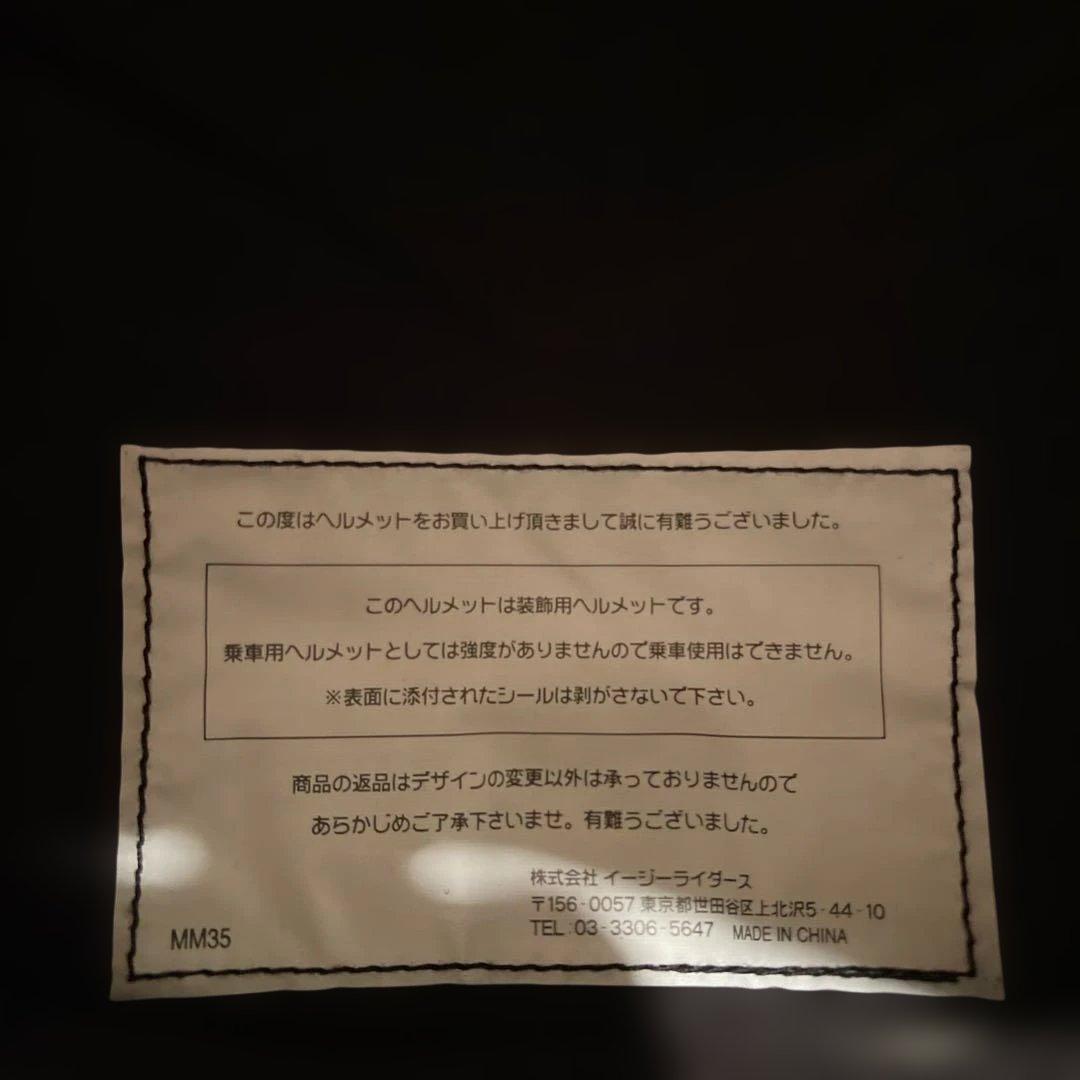 この度はヘルメットをお買い上げ頂きまして誠に有難うございました。
このヘルメットは装飾用ヘルメットです。
乗車用ヘルメットとしては強度がありませんので乗車使用はできません。
※表面に添付されたシールは剥がさないで下さい。
商品の返品はデザインの変更以外は承っておりませんので
あらかじめご了承下さいませ。有難うございました。
株式会社 イージーライダース
〒156-0057 東京都世田谷区上北沢5-44-10
TEL:03-3306-5647 MADE IN CHINA
MM35